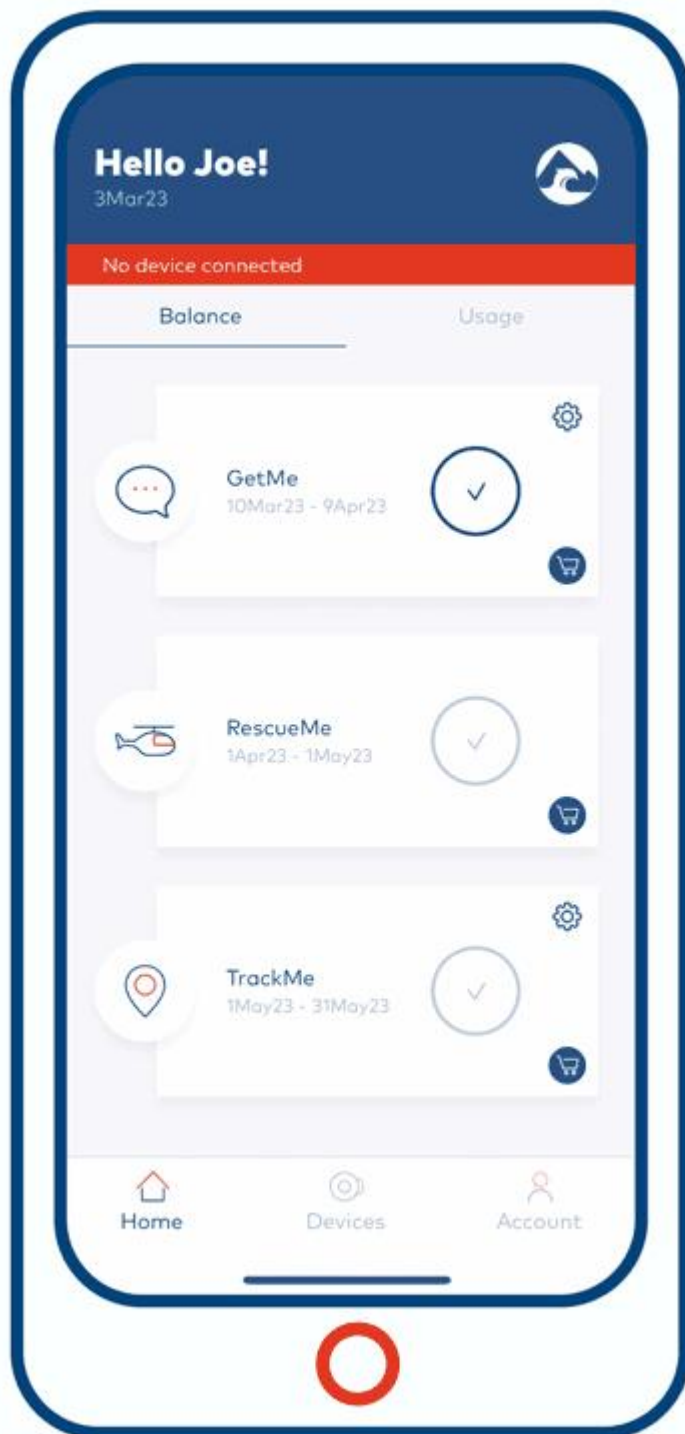 Hello Joe!
3Mar23
No device connected
Balance Usage
GetMe
10Mar23 - 9Apr23
RescueMe
1Apr23 - 1May23
TrackMe
1May23 - 31May23
Home Devices Account